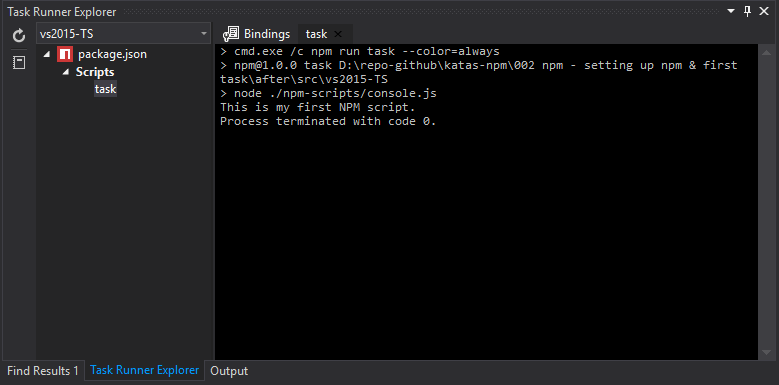 Task Runner Explorer
vs2015-TS
package.json
Scripts
task
Bindings
task
> cmd.exe /c npm run task --color=always
> npm@1.0.0 task D:\repo-github\katas-npm\002 npm - setting up npm & first
task\after\src\vs2015-TS
> node ./npm-scripts/console.js
This is my first NPM script.
Process terminated with code 0.
Find Results 1
Task Runner Explorer
Output